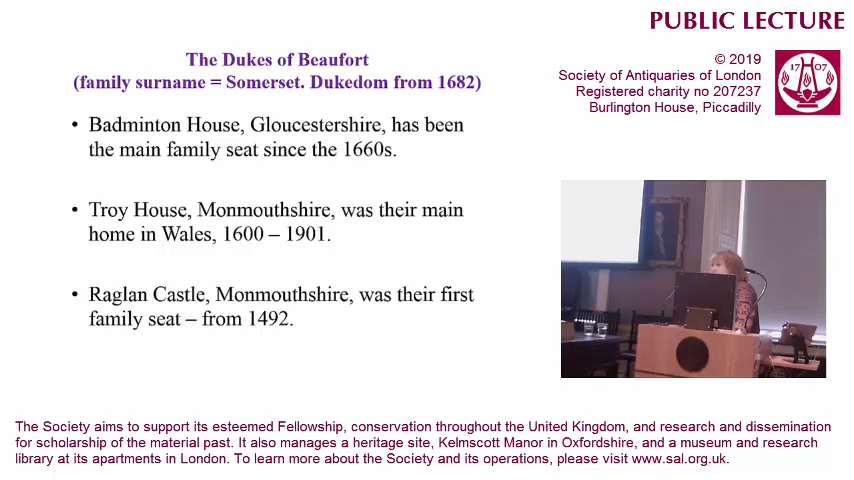 PUBLIC LECTURE
The Dukes of Beaufort
(family surname = Somerset. Dukedom from 1682)
• Badminton House, Gloucestershire, has been
the main family seat since the 1660s.
• Troy House, Monmouthshire, was their main
home in Wales, 1600 – 1901.
• Raglan Castle, Monmouthshire, was their first
family seat – from 1492.
© 2019
Society of Antiquaries of London
Registered charity no 207237
Burlington House, Piccadilly
17 07
The Society aims to support its esteemed Fellowship, conservation throughout the United Kingdom, and research and dissemination
for scholarship of the material past. It also manages a heritage site, Kelmscott Manor in Oxfordshire, and a museum and research
library at its apartments in London. To learn more about the Society and its operations, please visit www.sal.org.uk.